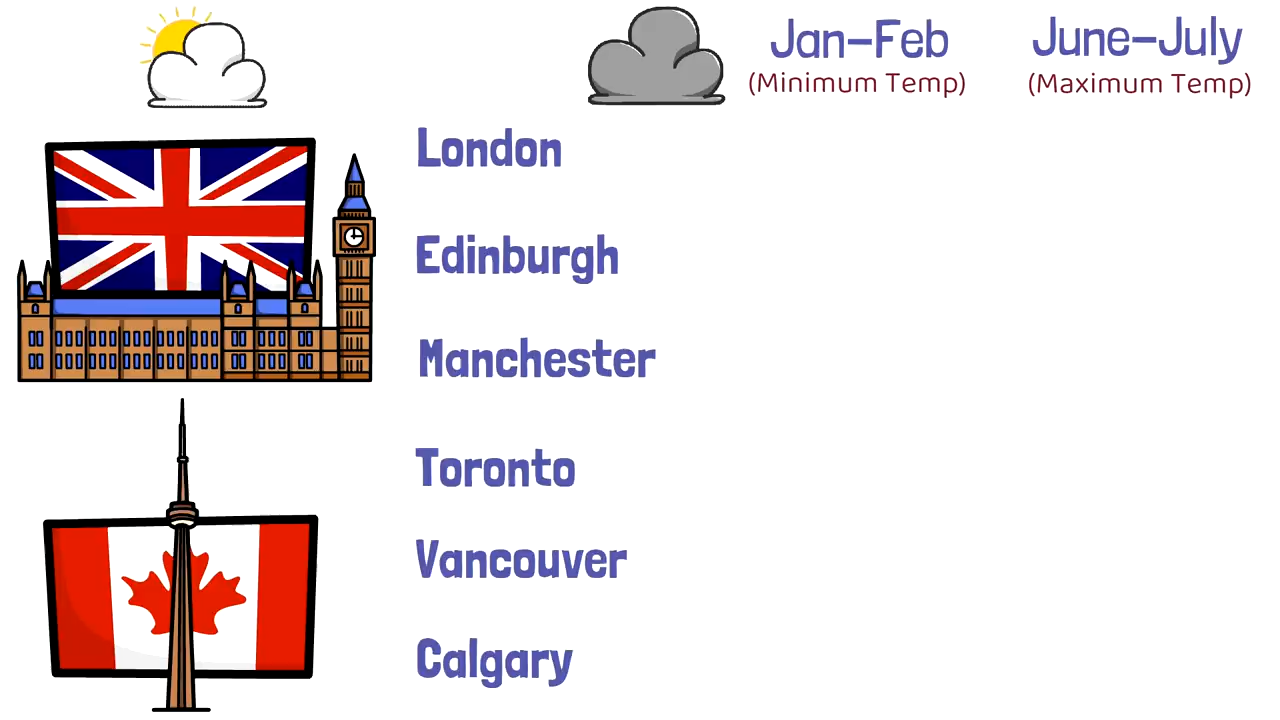 Jan-Feb
(Minimum Temp)
June-July
(Maximum Temp)
London
Edinburgh
Manchester
Toronto
Vancouver
Calgary